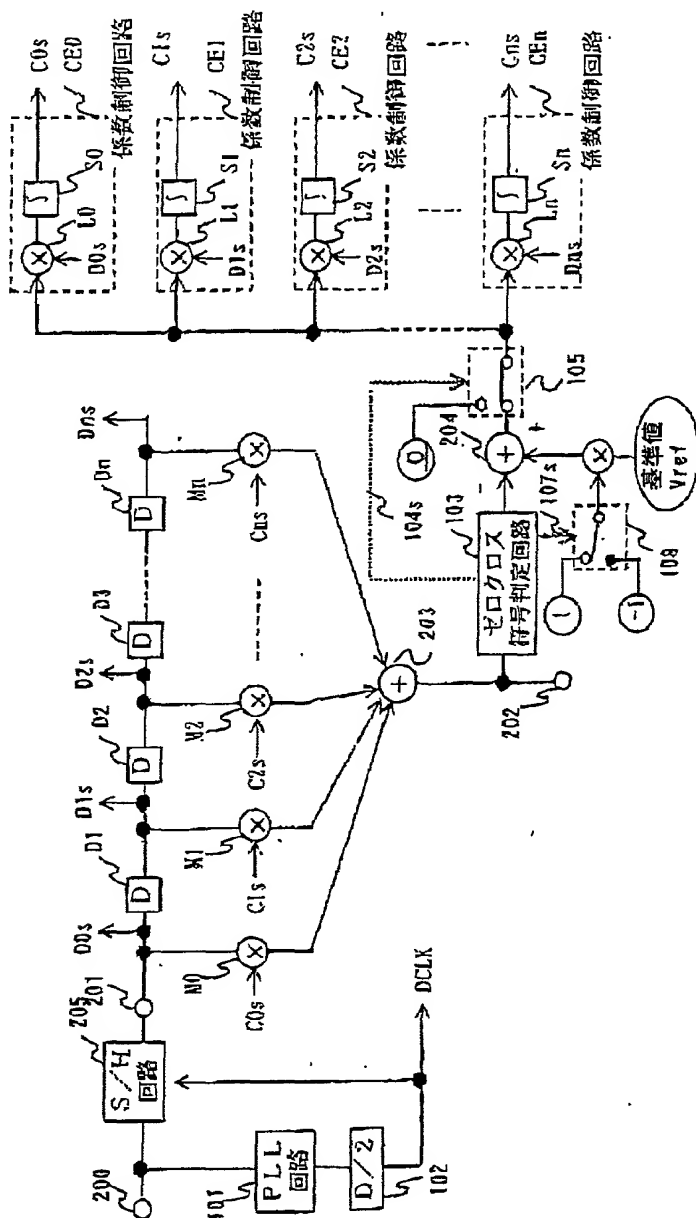 200
S/H
回路
205
201
PLL
回路
101
D/2
102
DCLK
D0s
D
D1
D1s
D
D2
D2s
D
D3
D
Dn
Dns
M0
C0s
M1
C1s
M2
C2s
Mn
Cns
203
202
ゼロクロス
符号判定回路
103
104s
204
+
0
105
107s
108
1
-1
基準値
Vref
L0
D0s
∫
S0
C0s
CE0
係数制御回路
L1
D1s
∫
S1
C1s
CE1
係数制御回路
L2
D2s
∫
S2
C2s
CE2
係数制御回路
Ln
Dns
∫
Sn
Cns
CEn
係数制御回路